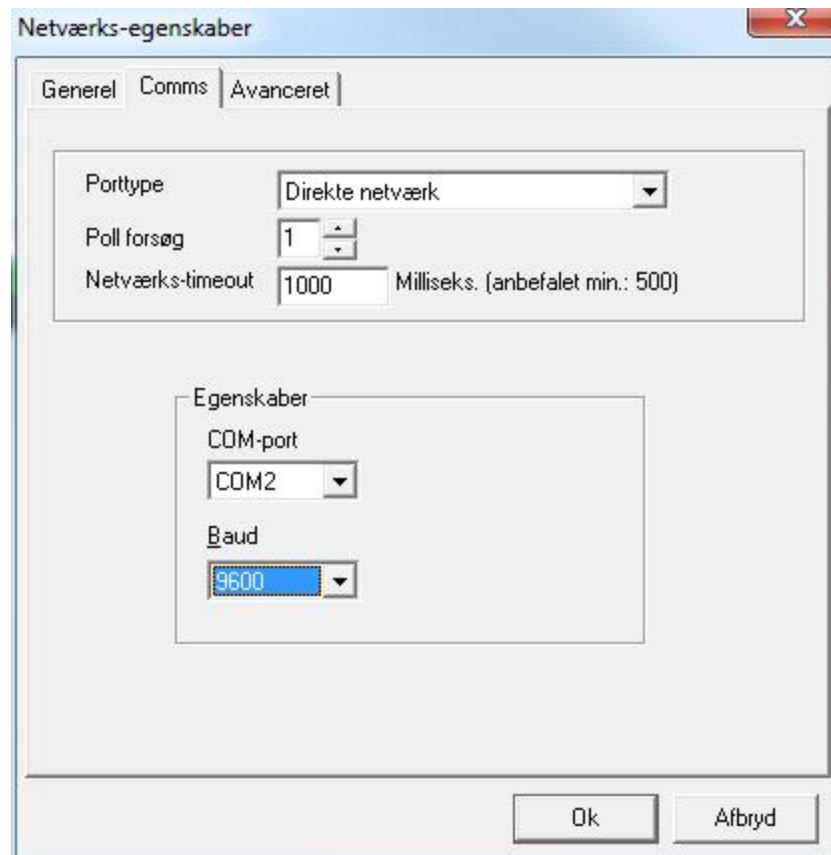 Netværks-egenskaber
Generel Comms Avanceret
Porttype Direkte netværk
Poll forsøg 1
Netværks-timeout 1000 Milliseks. (anbefalet min.: 500)
Egenskaber
COM-port
COM2
Baud
9600
Ok Afbryd